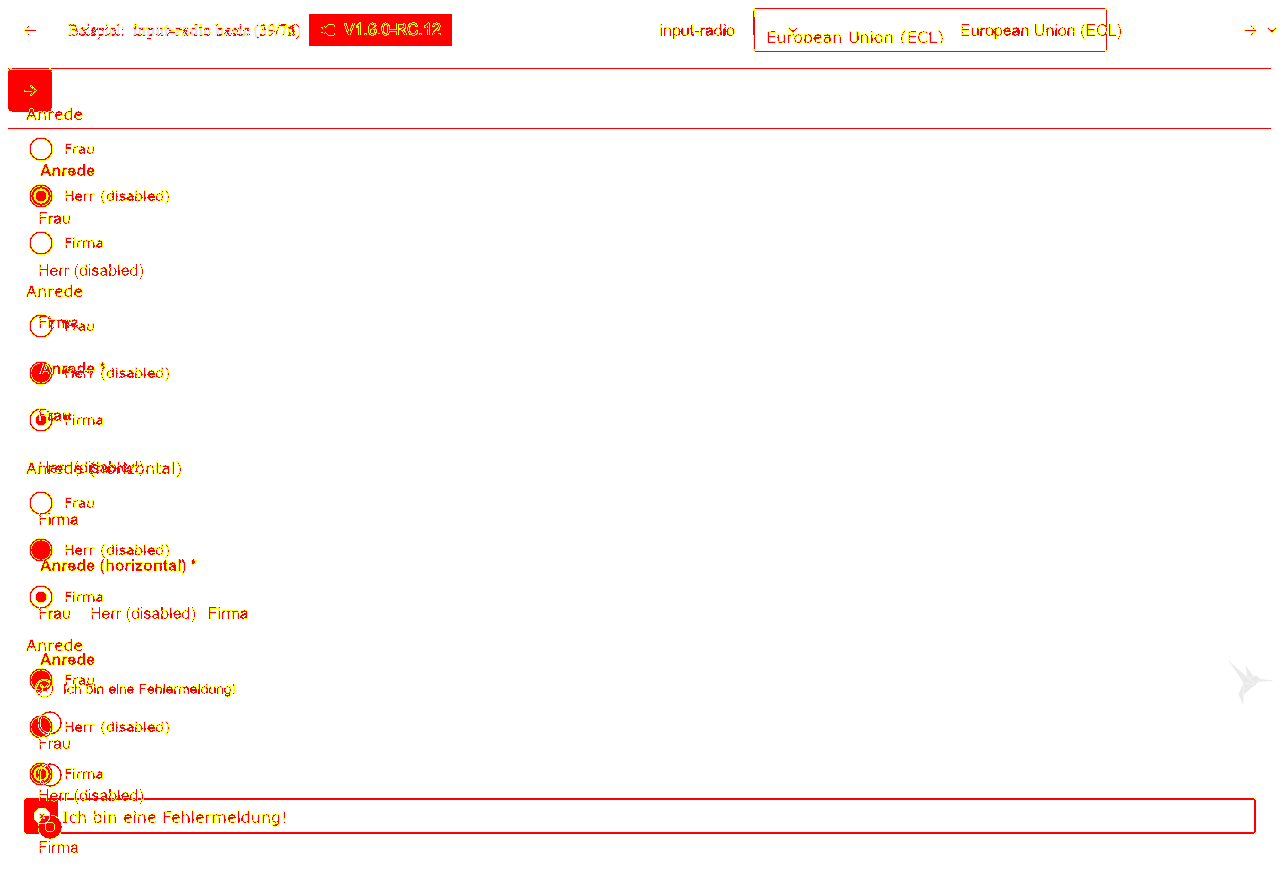 Beispiel: input-radio basic V1.6.0-RC.12 input-radio European Union (ECL) European Union (ECL)
Anrede
Frau
Anrede
Herr (disabled)
Frau
Firma
Herr (disabled)
Anrede
Firma
Frau
Anrede *
Herr (disabled)
Frau
Firma
Herr (disabled)
Anrede (horizontal)
Frau
Firma
Herr (disabled)
Anrede (horizontal) *
Firma
Frau Herr (disabled) Firma
Anrede
Anrede
Frau
Ich bin eine Fehlermeldung!
Herr (disabled)
Frau
Firma
Herr (disabled)
Ich bin eine Fehlermeldung!
Firma